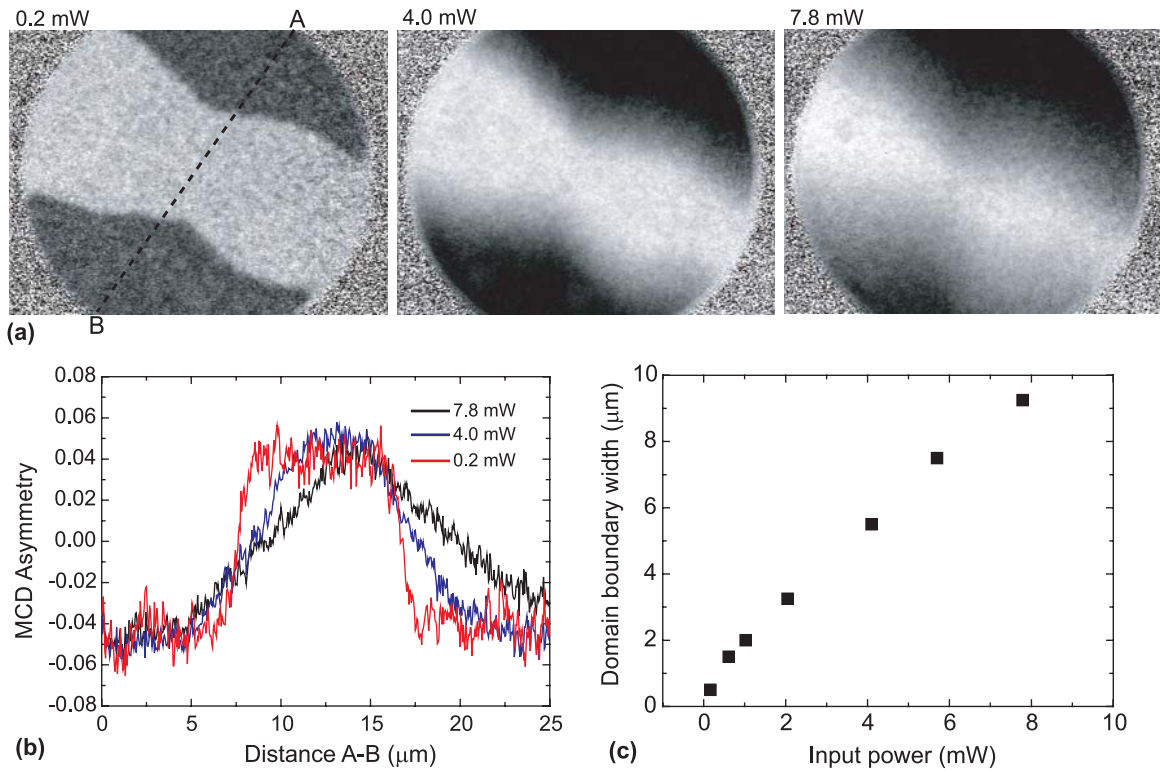 0.2 mW
A
4.0 mW
7.8 mW
B
(a)
0.08
0.06
0.04
0.02
0.00
-0.02
-0.04
-0.06
-0.08
MCD Asymmetry
7.8 mW
4.0 mW
0.2 mW
0 5 10 15 20 25
Distance A-B (μm)
(b)
10
8
6
4
2
0
Domain boundary width (μm)
0 2 4 6 8 10
Input power (mW)
(c)